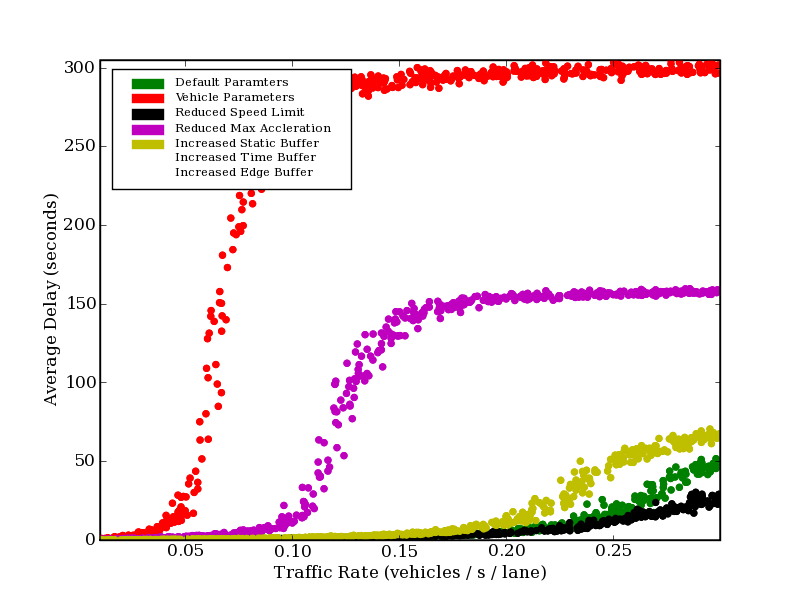 300
250
200
150
100
50
0
Average Delay (seconds)
Default Paramters
Vehicle Parameters
Reduced Speed Limit
Reduced Max Accleration
Increased Static Buffer
Increased Time Buffer
Increased Edge Buffer
0.05 0.10 0.15 0.20 0.25
Traffic Rate (vehicles / s / lane)